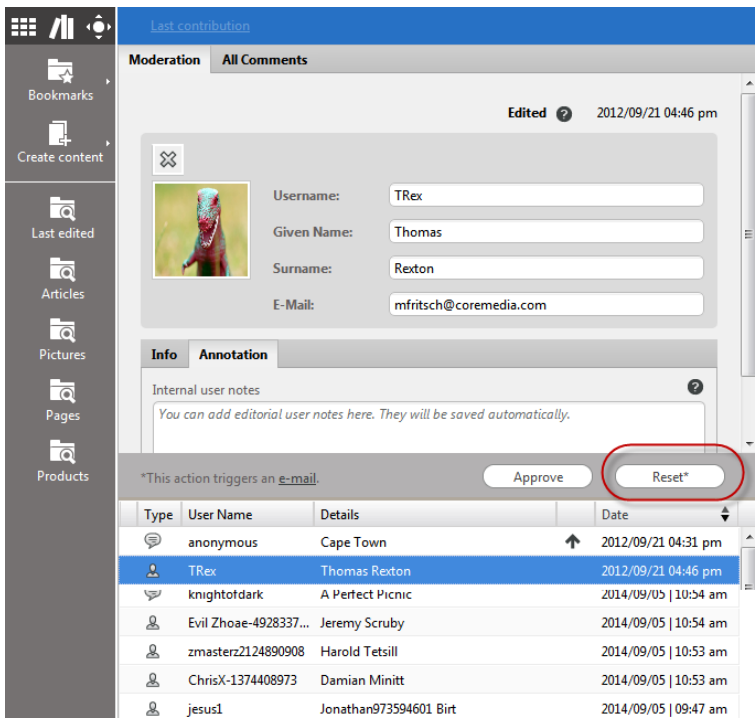 Last contribution
Moderation All Comments
Bookmarks
Edited 2012/09/21 04:46 pm
Create content
Username: TRex
Last edited
Given Name: Thomas
Surname: Rexton
Articles
E-Mail: mfritsch@coremedia.com
Pictures
Info Annotation
Internal user notes
Pages
You can add editorial user notes here. They will be saved automatically.
Products
*This action triggers an e-mail. Approve Reset*
Type User Name Details Date
anonymous Cape Town 2012/09/21 04:31 pm
TRex Thomas Rexton 2012/09/21 04:46 pm
knightofdark A Perfect Picnic 2014/09/05 | 10:54 am
Evil Zhoae-4928337... Jeremy Scruby 2014/09/05 | 10:54 am
zmasterz2124890908 Harold Tetsill 2014/09/05 | 10:53 am
ChrisX-1374408973 Damian Minitt 2014/09/05 | 10:53 am
jesus1 Jonathan973594601 Birt 2014/09/05 | 09:47 am